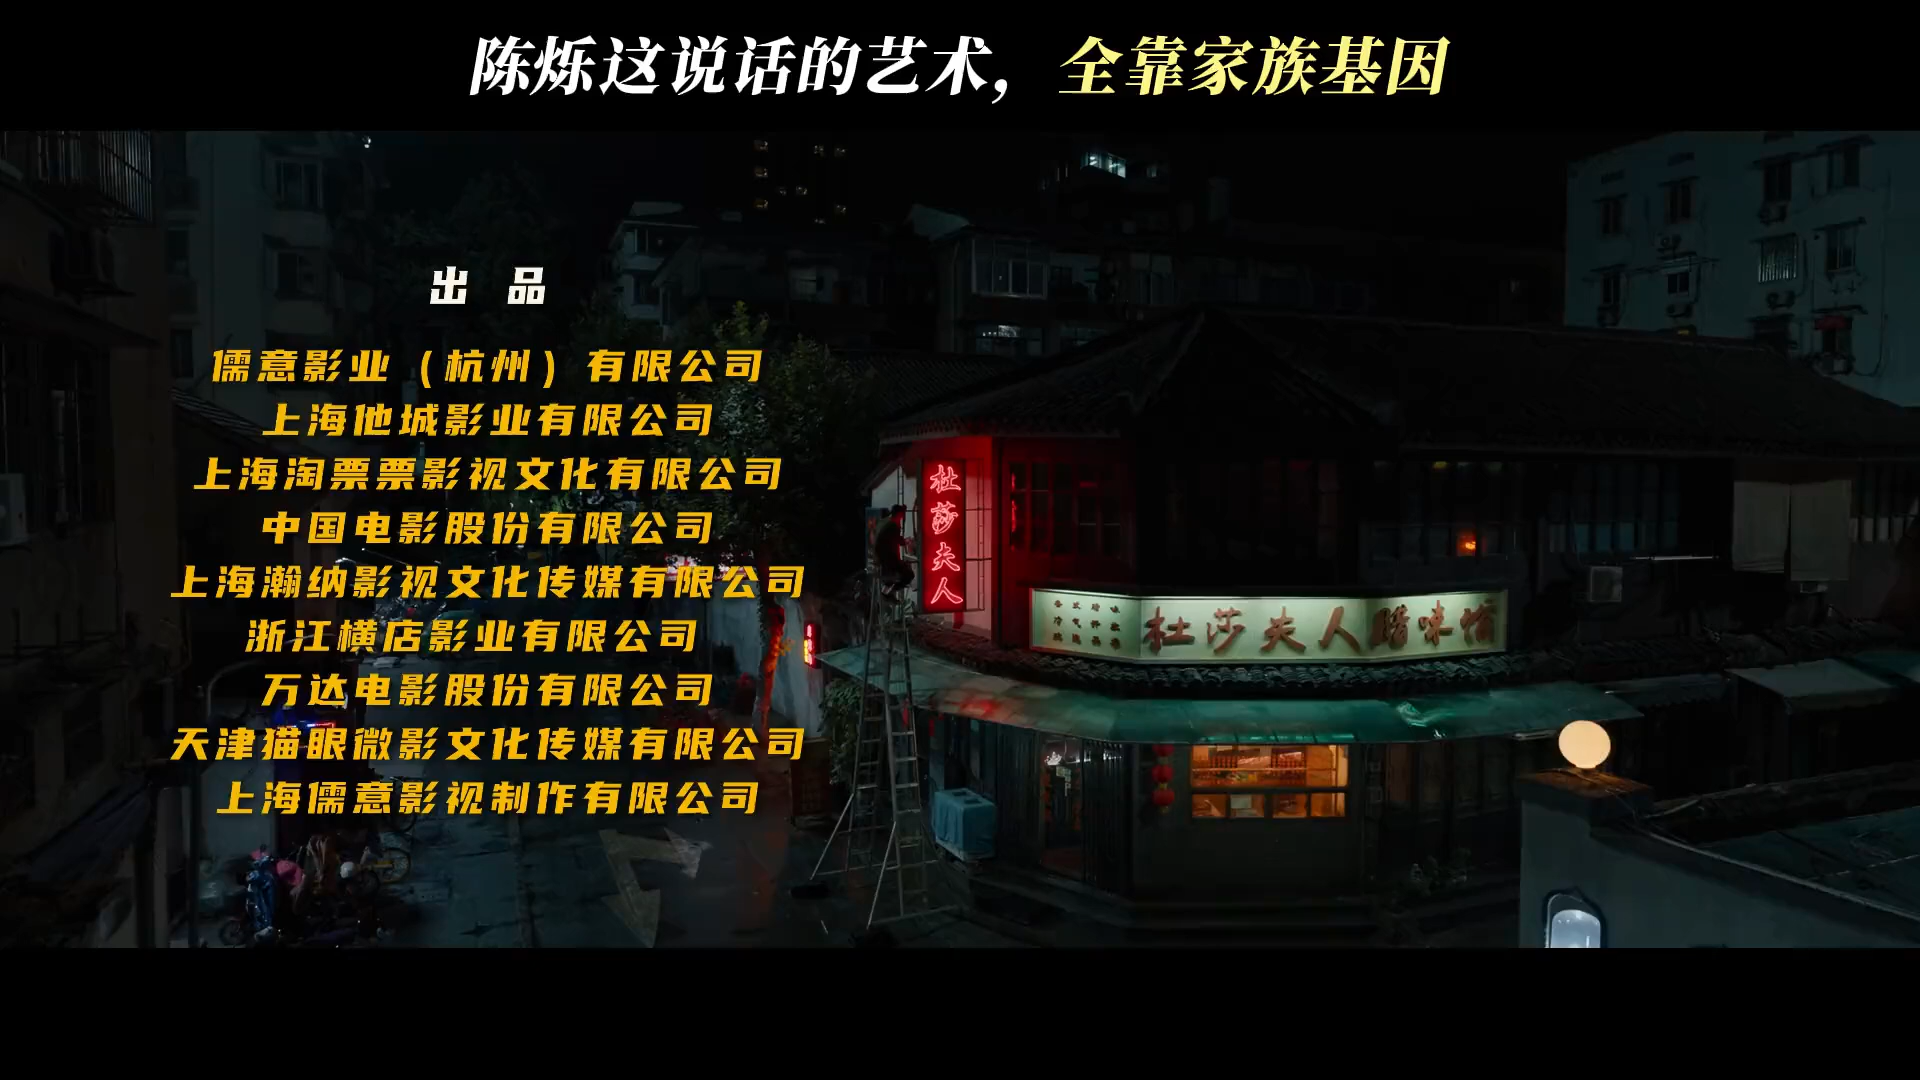 陈烁这说话的艺术，全靠家族基因
出 品
儒意影业（杭州）有限公司
上海他城影业有限公司
上海淘票票影视文化有限公司
中国电影股份有限公司
上海瀚纳影视文化传媒有限公司
浙江横店影业有限公司
万达电影股份有限公司
天津猫眼微影文化传媒有限公司
上海儒意影视制作有限公司
杜莎夫人
杜莎夫人腊味馆